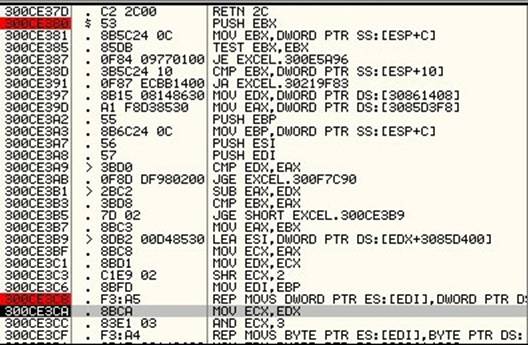 300CE37D . C2 2C00 RETN 2C
300CE380 $ 53 PUSH EBX
300CE381 . 8B5C24 0C MOV EBX,DWORD PTR SS:[ESP+C]
300CE385 . 85DB TEST EBX,EBX
300CE387 . 0F84 09770100 JE EXCEL.300E5A96
300CE38D . 3B5C24 10 CMP EBX,DWORD PTR SS:[ESP+10]
300CE391 . 0F87 ECBB1400 JA EXCEL.30219F83
300CE397 . 8B15 08148630 MOV EDX,DWORD PTR DS:[30861408]
300CE39D . A1 F8D38530 MOV EAX,DWORD PTR DS:[3085D3F8]
300CE3A2 . 55 PUSH EBP
300CE3A3 . 8B6C24 0C MOV EBP,DWORD PTR SS:[ESP+C]
300CE3A7 . 56 PUSH ESI
300CE3A8 . 57 PUSH EDI
300CE3A9 > 3BD0 CMP EDX,EAX
300CE3AB . 0F8D DF980200 JGE EXCEL.300F7C90
300CE3B1 > 2BC2 SUB EAX,EDX
300CE3B3 . 3BD8 CMP EBX,EAX
300CE3B5 . 7D 02 JGE SHORT EXCEL.300CE3B9
300CE3B7 . 8BC3 MOV EAX,EBX
300CE3B9 > 8DB2 00D48530 LEA ESI,DWORD PTR DS:[EDX+3085D400]
300CE3BF . 8BC8 MOV ECX,EAX
300CE3C1 . 8BD1 MOV EDX,ECX
300CE3C3 . C1E9 02 SHR ECX,2
300CE3C6 . 8BFD MOV EDI,EBP
300CE3C8 . F3:A5 REP MOVS DWORD PTR ES:[EDI],DWORD PTR D
300CE3CA . 8BCA MOV ECX,EDX
300CE3CC . 83E1 03 AND ECX,3
300CE3CF . F3:A4 REP MOVS BYTE PTR ES:[EDI],BYTE PTR DS: